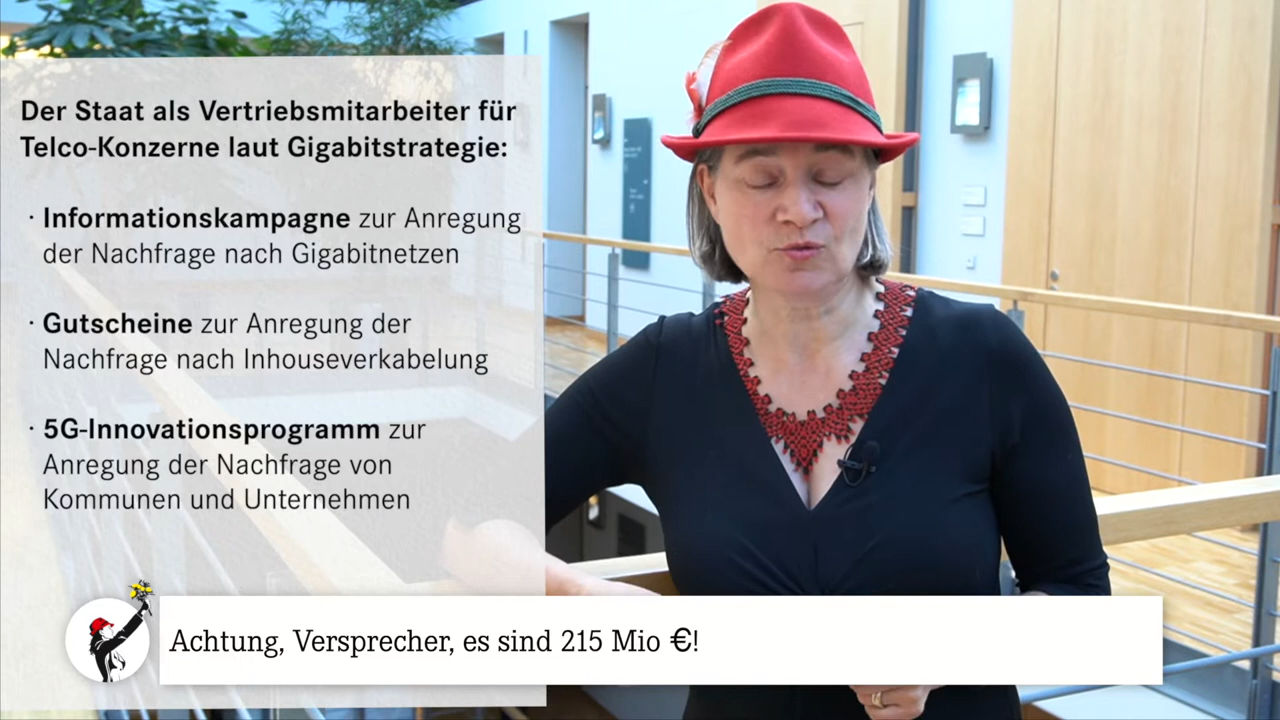 Der Staat als Vertriebsmitarbeiter für
Telco-Konzerne laut Gigabitstrategie:
· Informationskampagne zur Anregung
der Nachfrage nach Gigabitnetzen
· Gutscheine zur Anregung der
Nachfrage nach Inhouseverkabelung
· 5G-Innovationsprogramm zur
Anregung der Nachfrage von
Kommunen und Unternehmen
Achtung, Versprecher, es sind 215 Mio €!